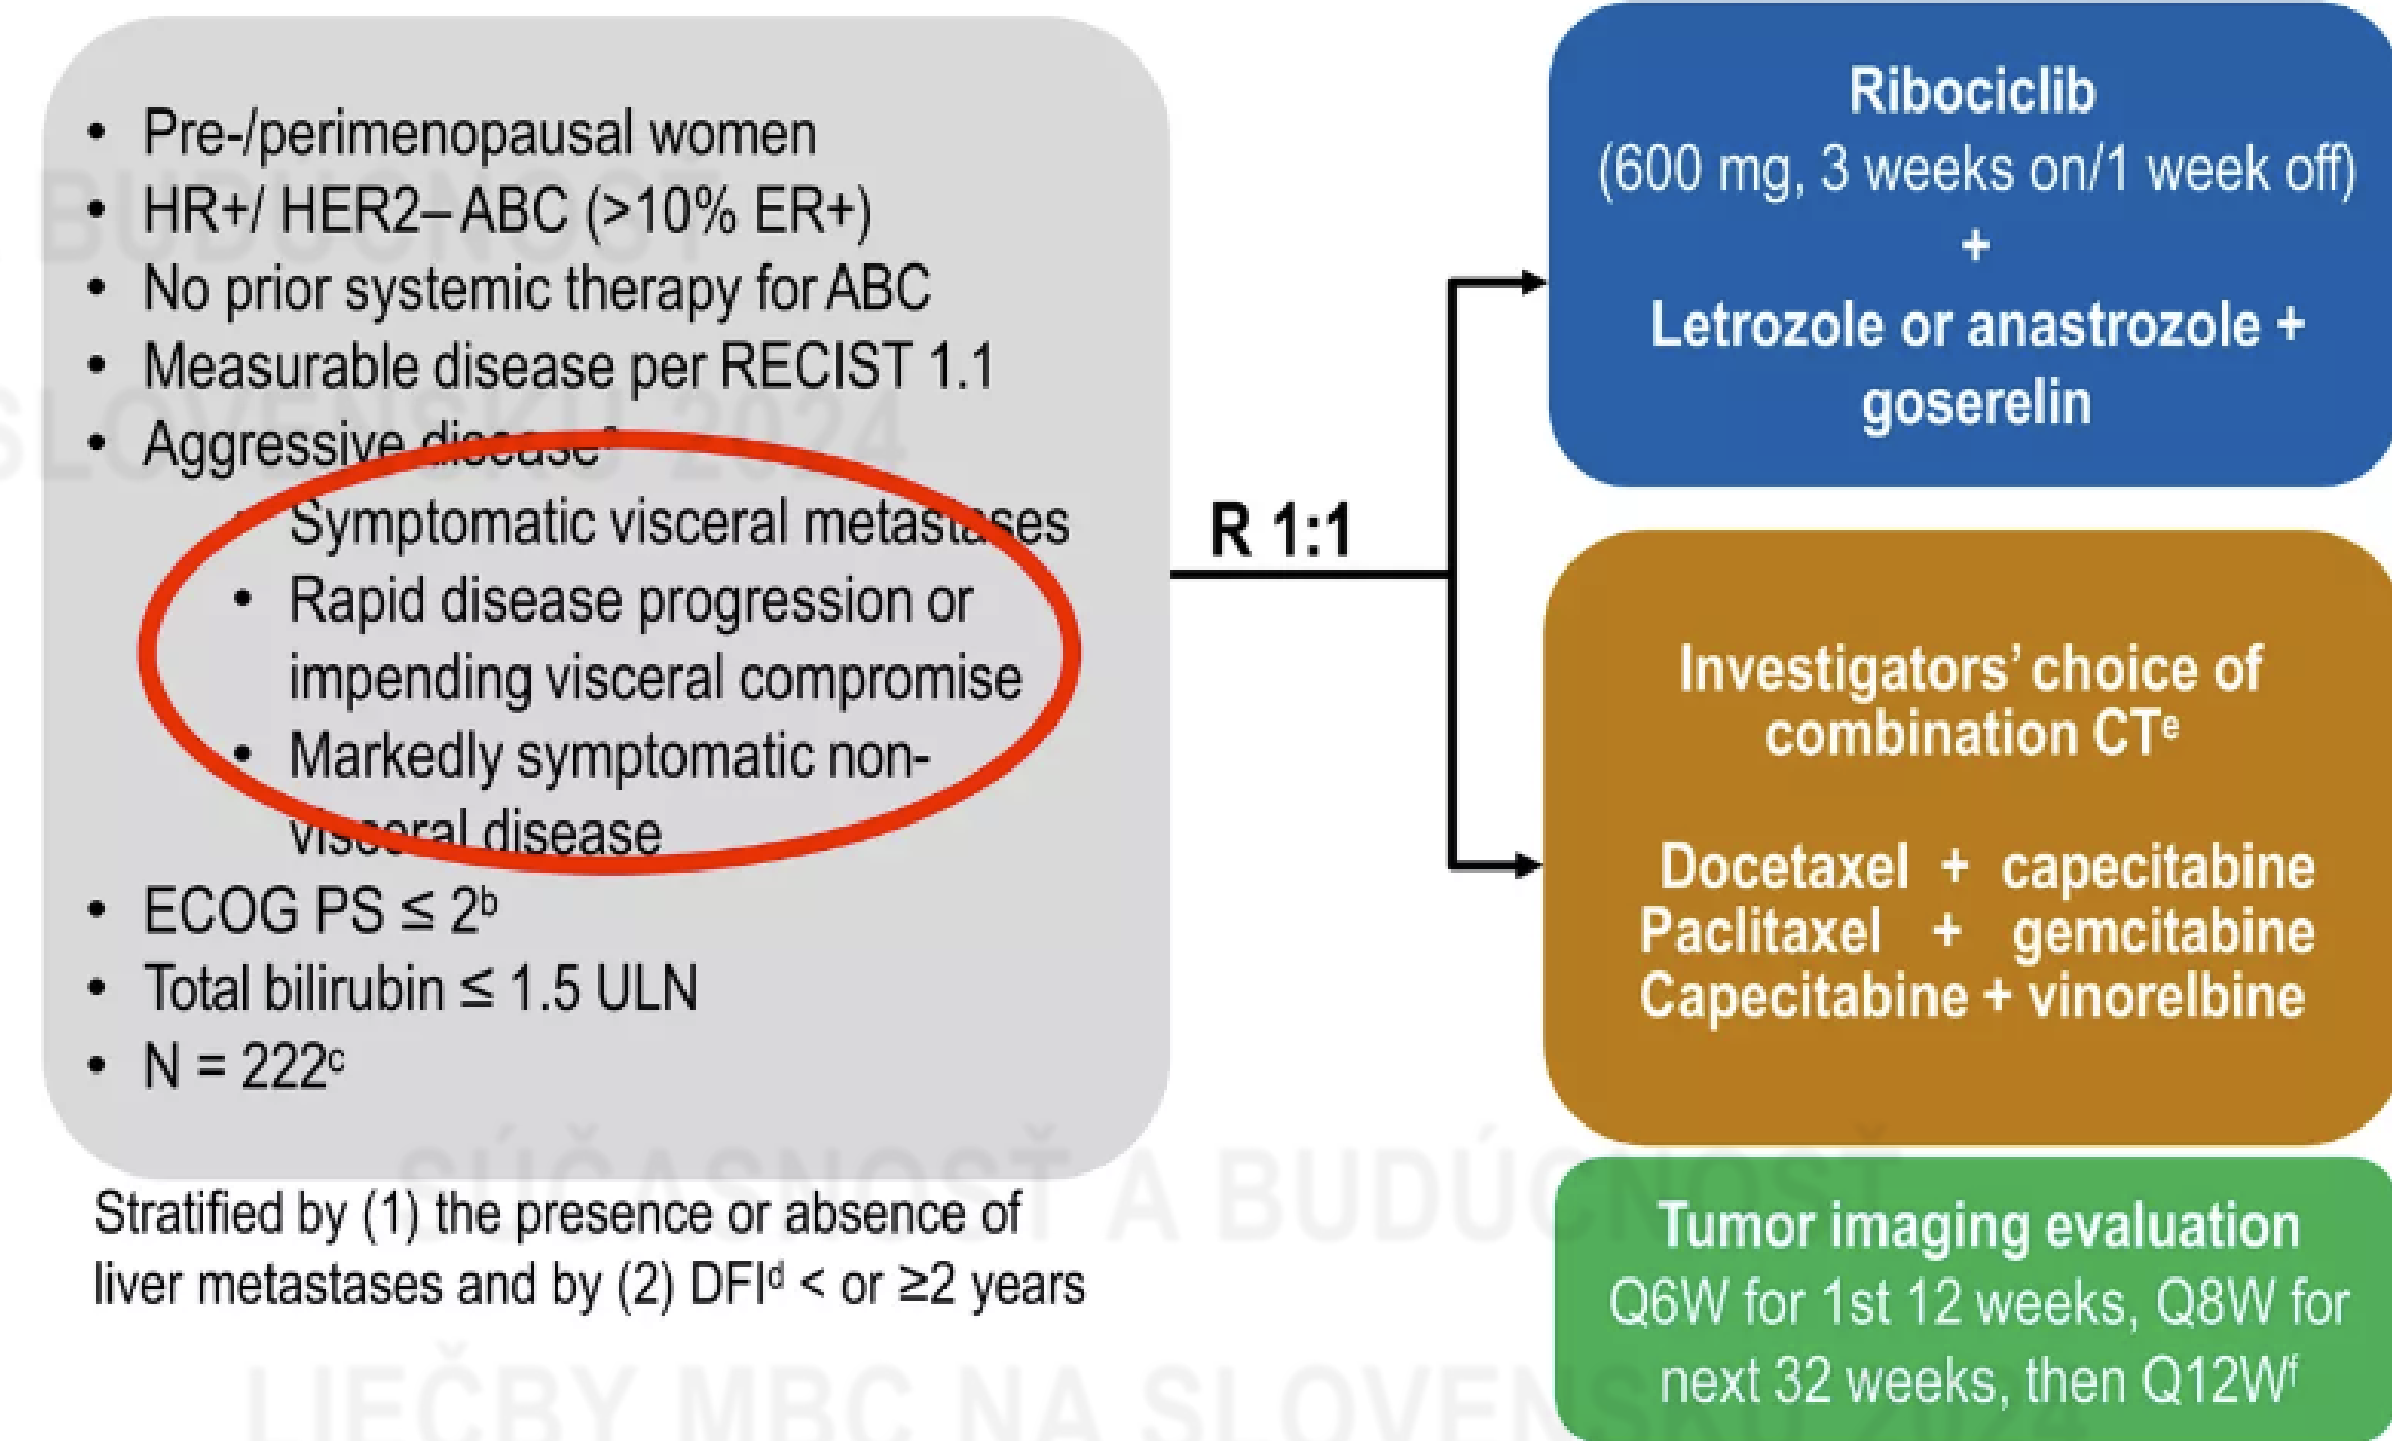 • Pre-/perimenopausal women
• HR+/ HER2– ABC (>10% ER+)
• No prior systemic therapy for ABC
• Measurable disease per RECIST 1.1
• Aggressive disease
• Symptomatic visceral metastases
• Rapid disease progression or
impending visceral compromise
• Markedly symptomatic non-
visceral disease
• ECOG PS ≤ 2ᵇ
• Total bilirubin ≤ 1.5 ULN
• N = 222ᶜ
Stratified by (1) the presence or absence of
liver metastases and by (2) DFIᵈ < or ≥2 years
R 1:1
Ribociclib
(600 mg, 3 weeks on/1 week off)
+
Letrozole or anastrozole +
goserelin
Investigators’ choice of
combination CTᵉ
Docetaxel + capecitabine
Paclitaxel + gemcitabine
Capecitabine + vinorelbine
Tumor imaging evaluation
Q6W for 1st 12 weeks, Q8W for
next 32 weeks, then Q12Wᶠ
BUDÚCNOSŤ
SLOVENSKU 2024
SÚČASNOSŤ A BUDÚCNOSŤ
LIEČBY MBC NA SLOVENSKU 2024